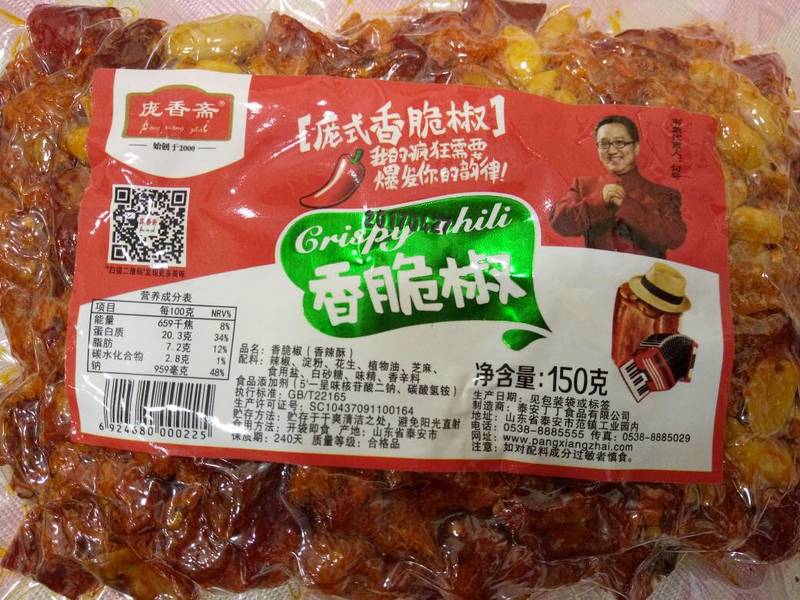 庞香斋®
pang xiang zhai
始创于2000
【庞式香脆椒】
我的疯狂需要
爆发你的韵律!
20170427
Crispy chili
香脆椒
营养成分表
项目 每100克 NRV%
能量 659千焦 8%
蛋白质 20.3克 34%
脂肪 7.2克 12%
碳水化合物 2.8克 1%
钠 959毫克 48%
6924680000225
品名：香脆椒（香辣酥）
配料：辣椒、淀粉、花生、植物油、芝麻、
食用盐、白砂糖、味精、香辛料
食品添加剂（5'一呈味核苷酸二钠、碳酸氢铵）
执行标准：GB/T22165
生产许可证号：SC10437091100164
贮存方法：贮存于干爽清洁之处，避免阳光直射
食用方法：开袋即食 产地：山东省泰安市
保质期：240天 质量等级：合格品
净含量：150克
生产日期：见包装袋或标签
制造商：泰安丁丁食品有限公司
地址：山东省泰安市范镇工业园内
电话：0538-8885555 传真：0538-8885029
网址：www.pangxiangzhai.com
注意：如对配料成分过敏者慎食。